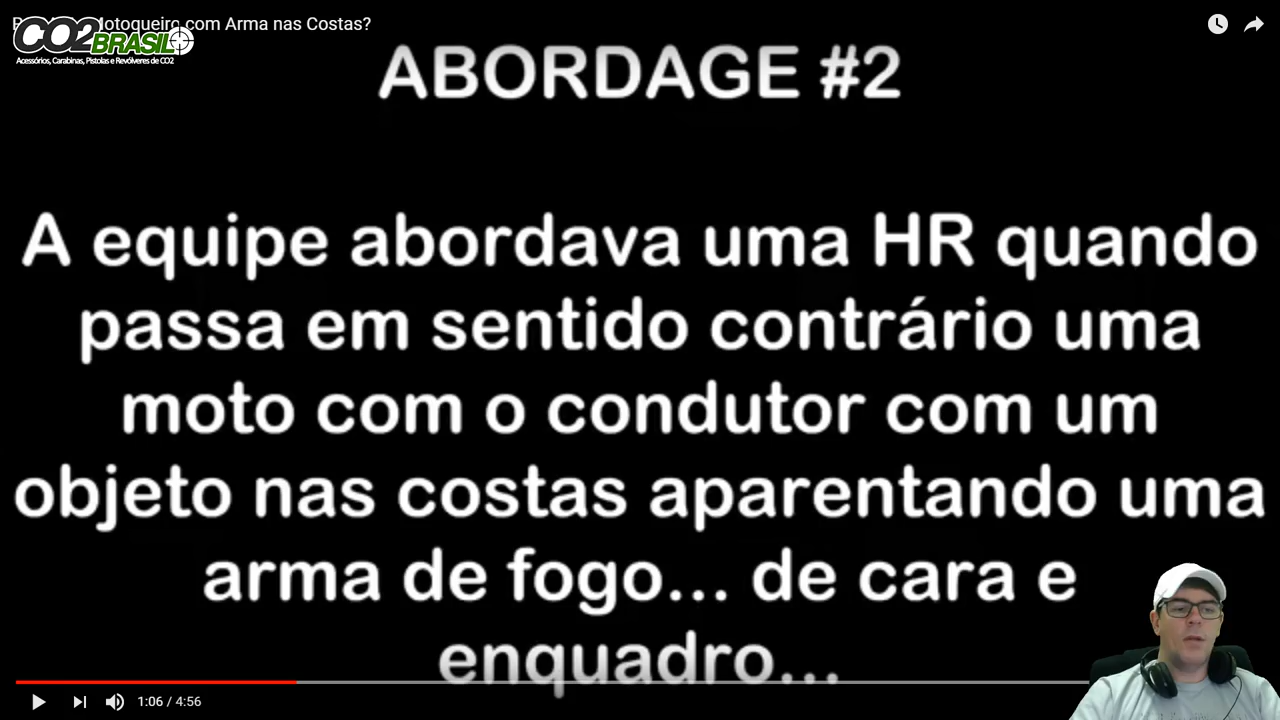 Motoqueiro com Arma nas Costas?
CO2BRASIL
Acessórios, Carabinas, Pistolas e Revólveres de CO2
ABORDAGE #2
A equipe abordava uma HR quando
passa em sentido contrário uma
moto com o condutor com um
objeto nas costas aparentando uma
arma de fogo... de cara e
enquadro...
1:06 / 4:56